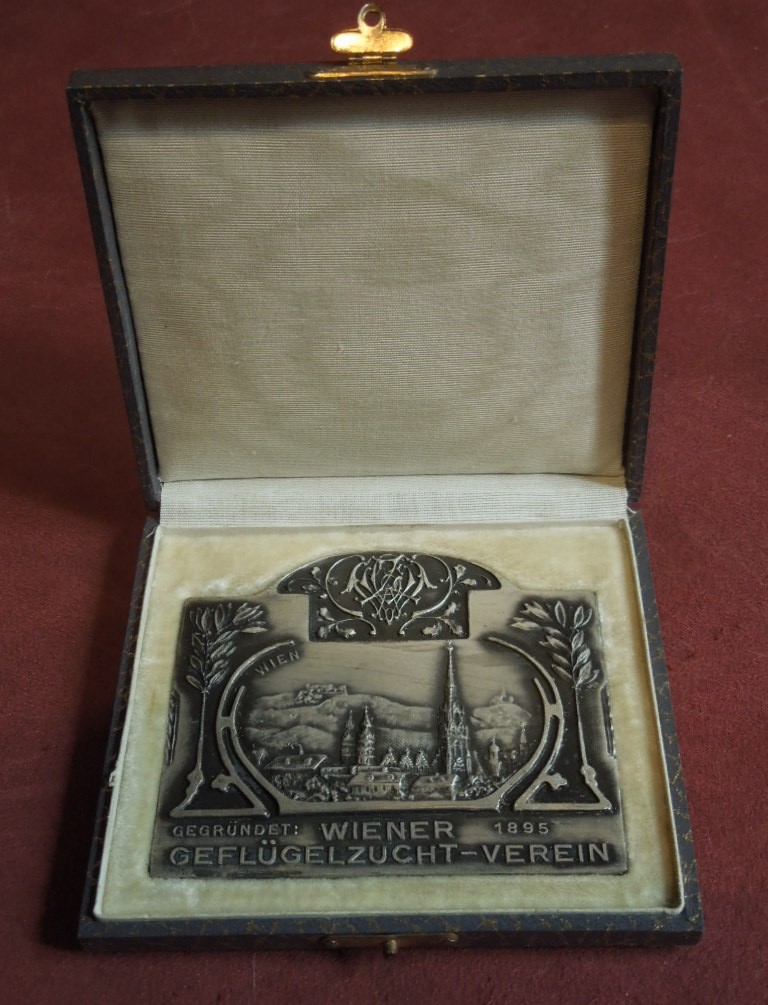 WIEN
GEGRÜNDET: WIENER 1895
GEFLÜGELZUCHT-VEREIN